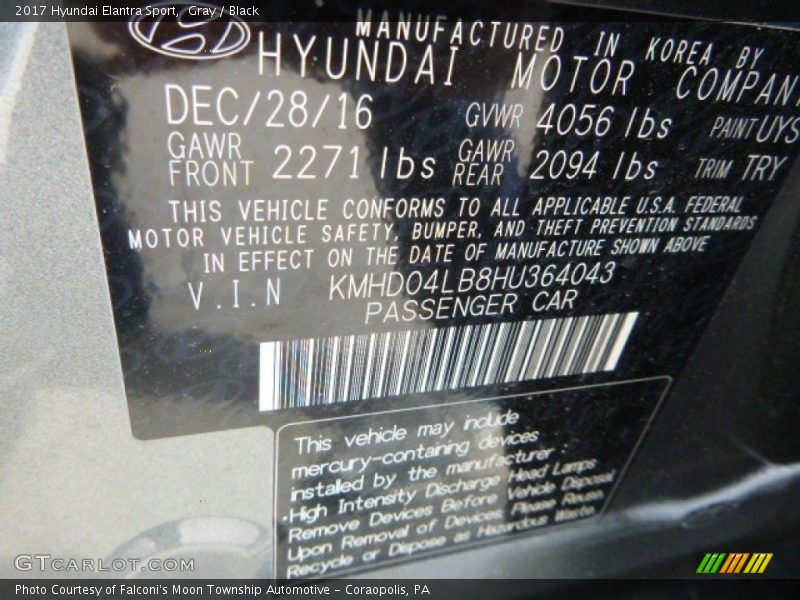 2017 Hyundai Elantra Sport,  Gray / Black
MANUFACTURED IN KOREA BY
HYUNDAI MOTOR COMPANY
DEC/28/16 GVWR 4056 lbs PAINT UYS
GAWR FRONT 2271 lbs GAWR REAR 2094 lbs TRIM TRY
THIS VEHICLE CONFORMS TO ALL APPLICABLE U.S.A. FEDERAL
MOTOR VEHICLE SAFETY, BUMPER, AND THEFT PREVENTION STANDARDS
IN EFFECT ON THE DATE OF MANUFACTURE SHOWN ABOVE
V.I.N KMHD04LB8HU364043
PASSENGER CAR
This vehicle may include
mercury-containing devices
installed by the manufacturer :
·High Intensity Discharge Head Lamps
Remove Devices Before Vehicle Disposal
Upon Removal of Devices Please Reuse,
Recycle or Dispose as Hazardous Waste.
GTCARLOT.COM
Photo Courtesy of Falconi's Moon Township Automotive – Coraopolis, PA